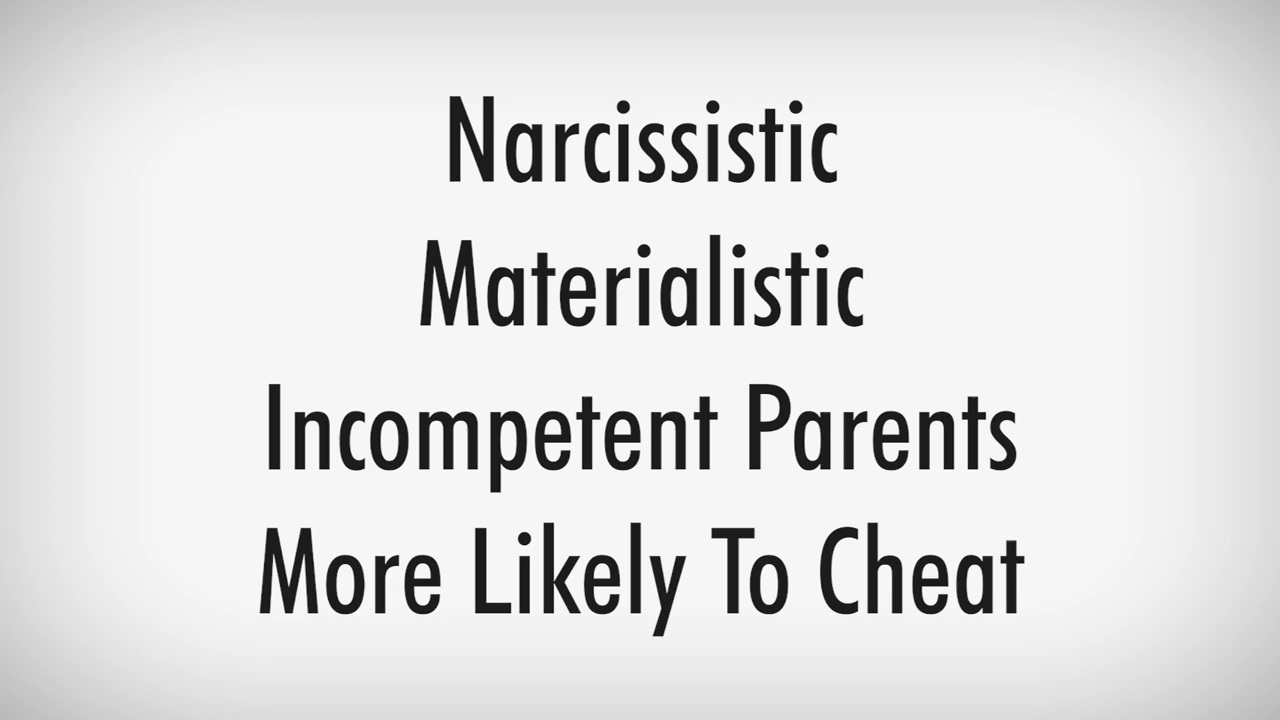 Narcissistic
Materialistic
Incompetent Parents
More Likely To Cheat